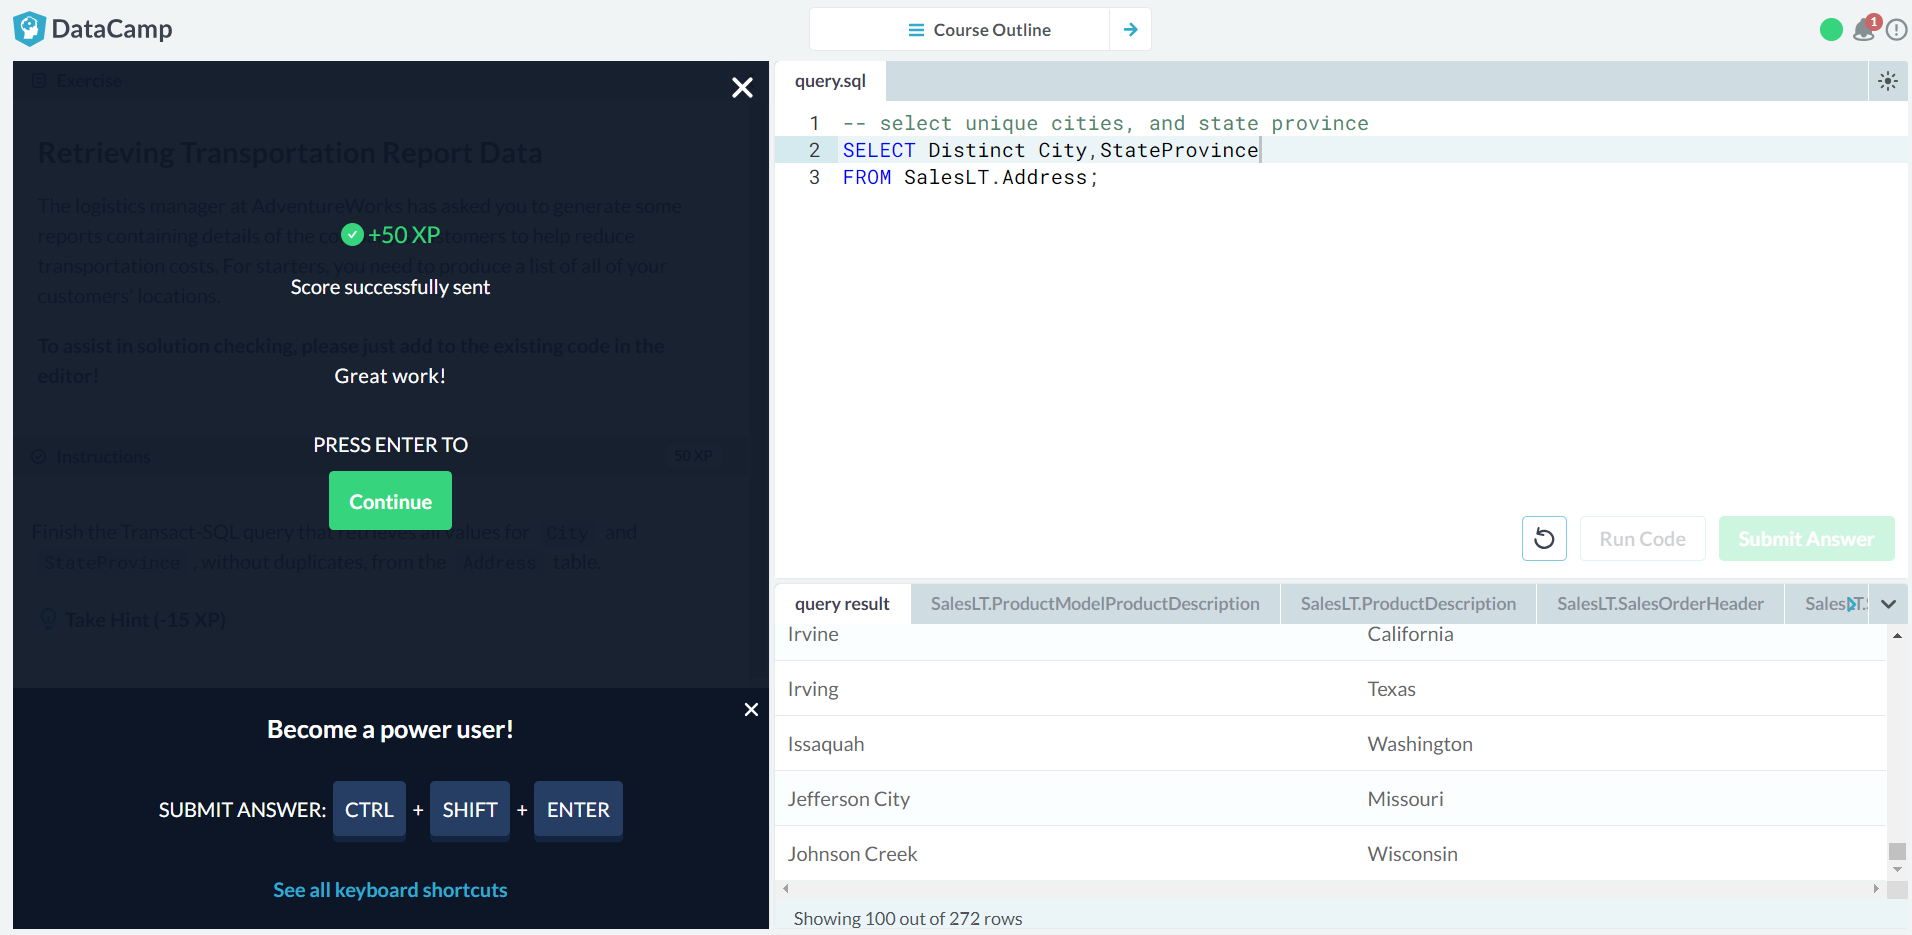 DataCamp
Course Outline
1
Exercise
Retrieving Transportation Report Data
The logistics manager at AdventureWorks has asked you to generate some
reports containing details of the co stomers to help reduce
transportation costs. For starters, you need to produce a list of all of your
customers' locations.
To assist in solution checking, please just add to the existing code in the
editor!
+50 XP
Score successfully sent
Great work!
PRESS ENTER TO
Continue
Instructions
50 XP
Finish the Transact-SQL query that retrieves all values for City and
StateProvince , without duplicates, from the Address table.
Take Hint (-15 XP)
Become a power user!
SUBMIT ANSWER: CTRL + SHIFT + ENTER
See all keyboard shortcuts
query.sql
1 -- select unique cities, and state province
2 SELECT Distinct City,StateProvince
3 FROM SalesLT.Address;
Run Code
Submit Answer
query result
SalesLT.ProductModelProductDescription
SalesLT.ProductDescription
SalesLT.SalesOrderHeader
Irvine California
Irving Texas
Issaquah Washington
Jefferson City Missouri
Johnson Creek Wisconsin
Showing 100 out of 272 rows